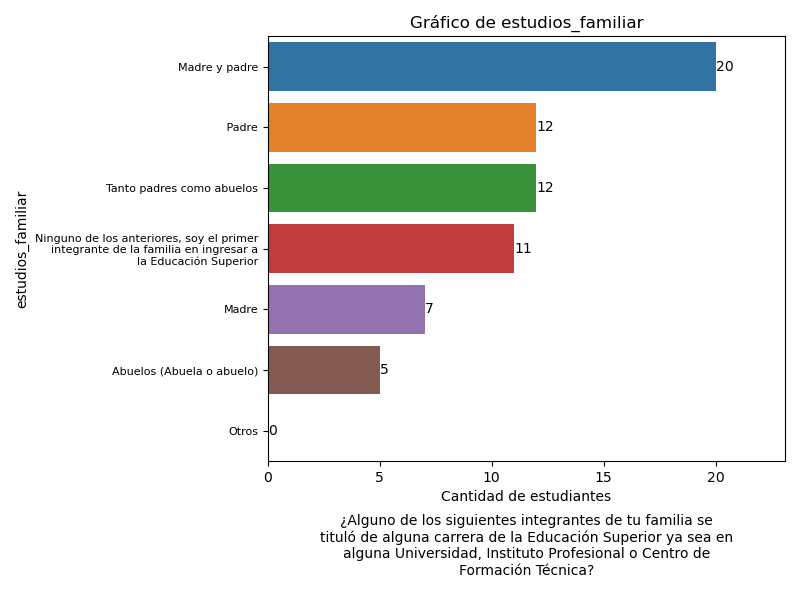 Gráfico de estudios_familiar
Madre y padre
20
Padre
12
Tanto padres como abuelos
12
Ninguno de los anteriores, soy el primer
integrante de la familia en ingresar a
la Educación Superior
11
Madre
7
Abuelos (Abuela o abuelo)
5
Otros
0
estudios_familiar
0
5
10
15
20
Cantidad de estudiantes
¿Alguno de los siguientes integrantes de tu familia se
tituló de alguna carrera de la Educación Superior ya sea en
alguna Universidad, Instituto Profesional o Centro de
Formación Técnica?